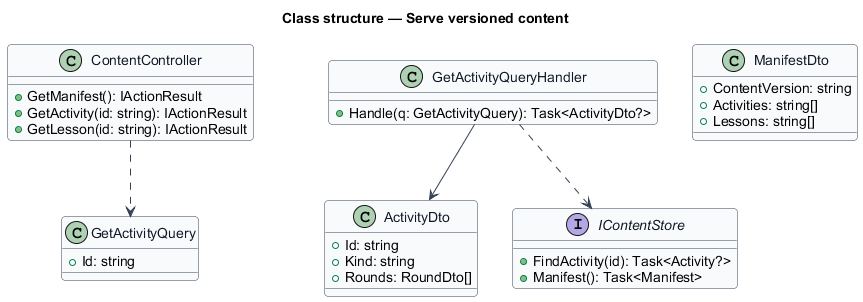 Class structure — Serve versioned content
C ContentController
GetManifest(): IActionResult
GetActivity(id: string): IActionResult
GetLesson(id: string): IActionResult
C GetActivityQueryHandler
Handle(q: GetActivityQuery): Task<ActivityDto?>
C ManifestDto
ContentVersion: string
Activities: string[]
Lessons: string[]
C GetActivityQuery
Id: string
C ActivityDto
Id: string
Kind: string
Rounds: RoundDto[]
I IContentStore
FindActivity(id): Task<Activity?>
Manifest(): Task<Manifest>